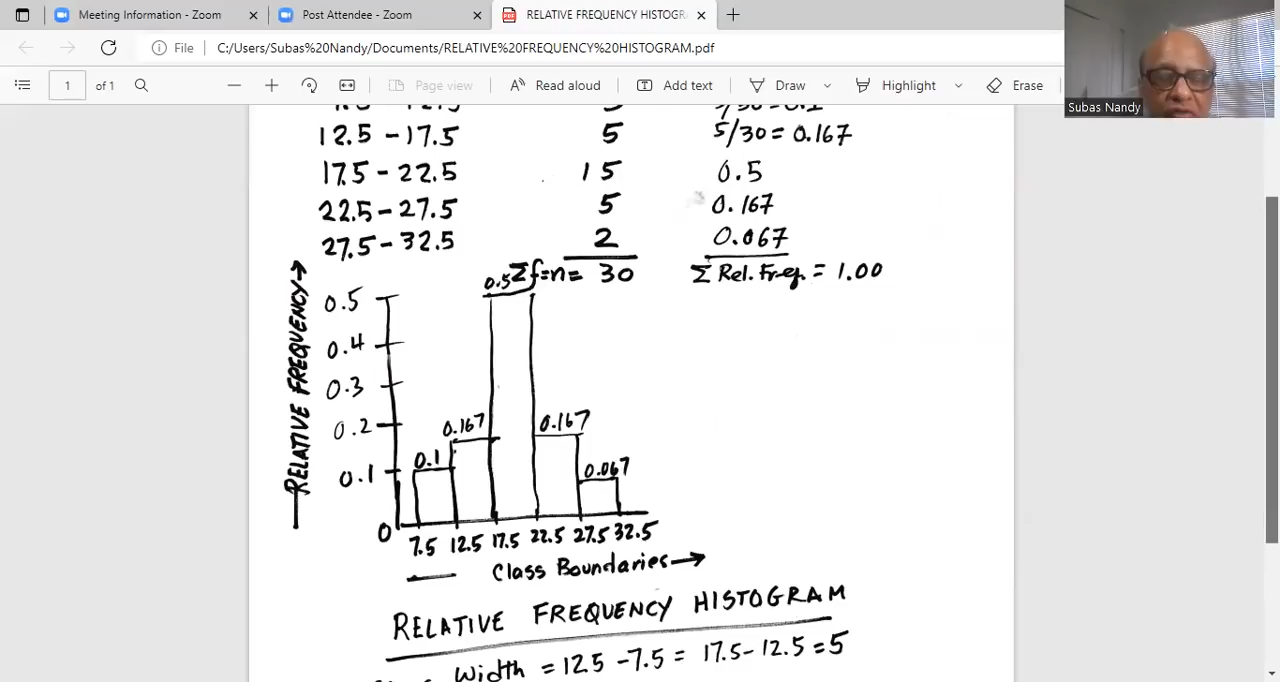 Meeting Information - Zoom
Post Attendee - Zoom
RELATIVE FREQUENCY HISTOGR
File C:/Users/Subas%20Nandy/Documents/RELATIVE%20FREQUENCY%20HISTOGRAM.pdf
1 of 1
Page view
Read aloud
Add text
Draw
Highlight
Erase
Subas Nandy
12.5 - 17.5 5 5/30 = 0.167
17.5 - 22.5 15 0.5
22.5 - 27.5 5 0.167
27.5 - 32.5 2 0.067
Σf=n= 30 Σ Rel. Freq. = 1.00
RELATIVE FREQUENCY
0.5
0.4
0.3
0.2
0.1
0
0.1
0.167
0.5
0.167
0.067
7.5 12.5 17.5 22.5 27.5 32.5
Class Boundaries
RELATIVE FREQUENCY HISTOGRAM
Width = 12.5 - 7.5 = 17.5 - 12.5 = 5